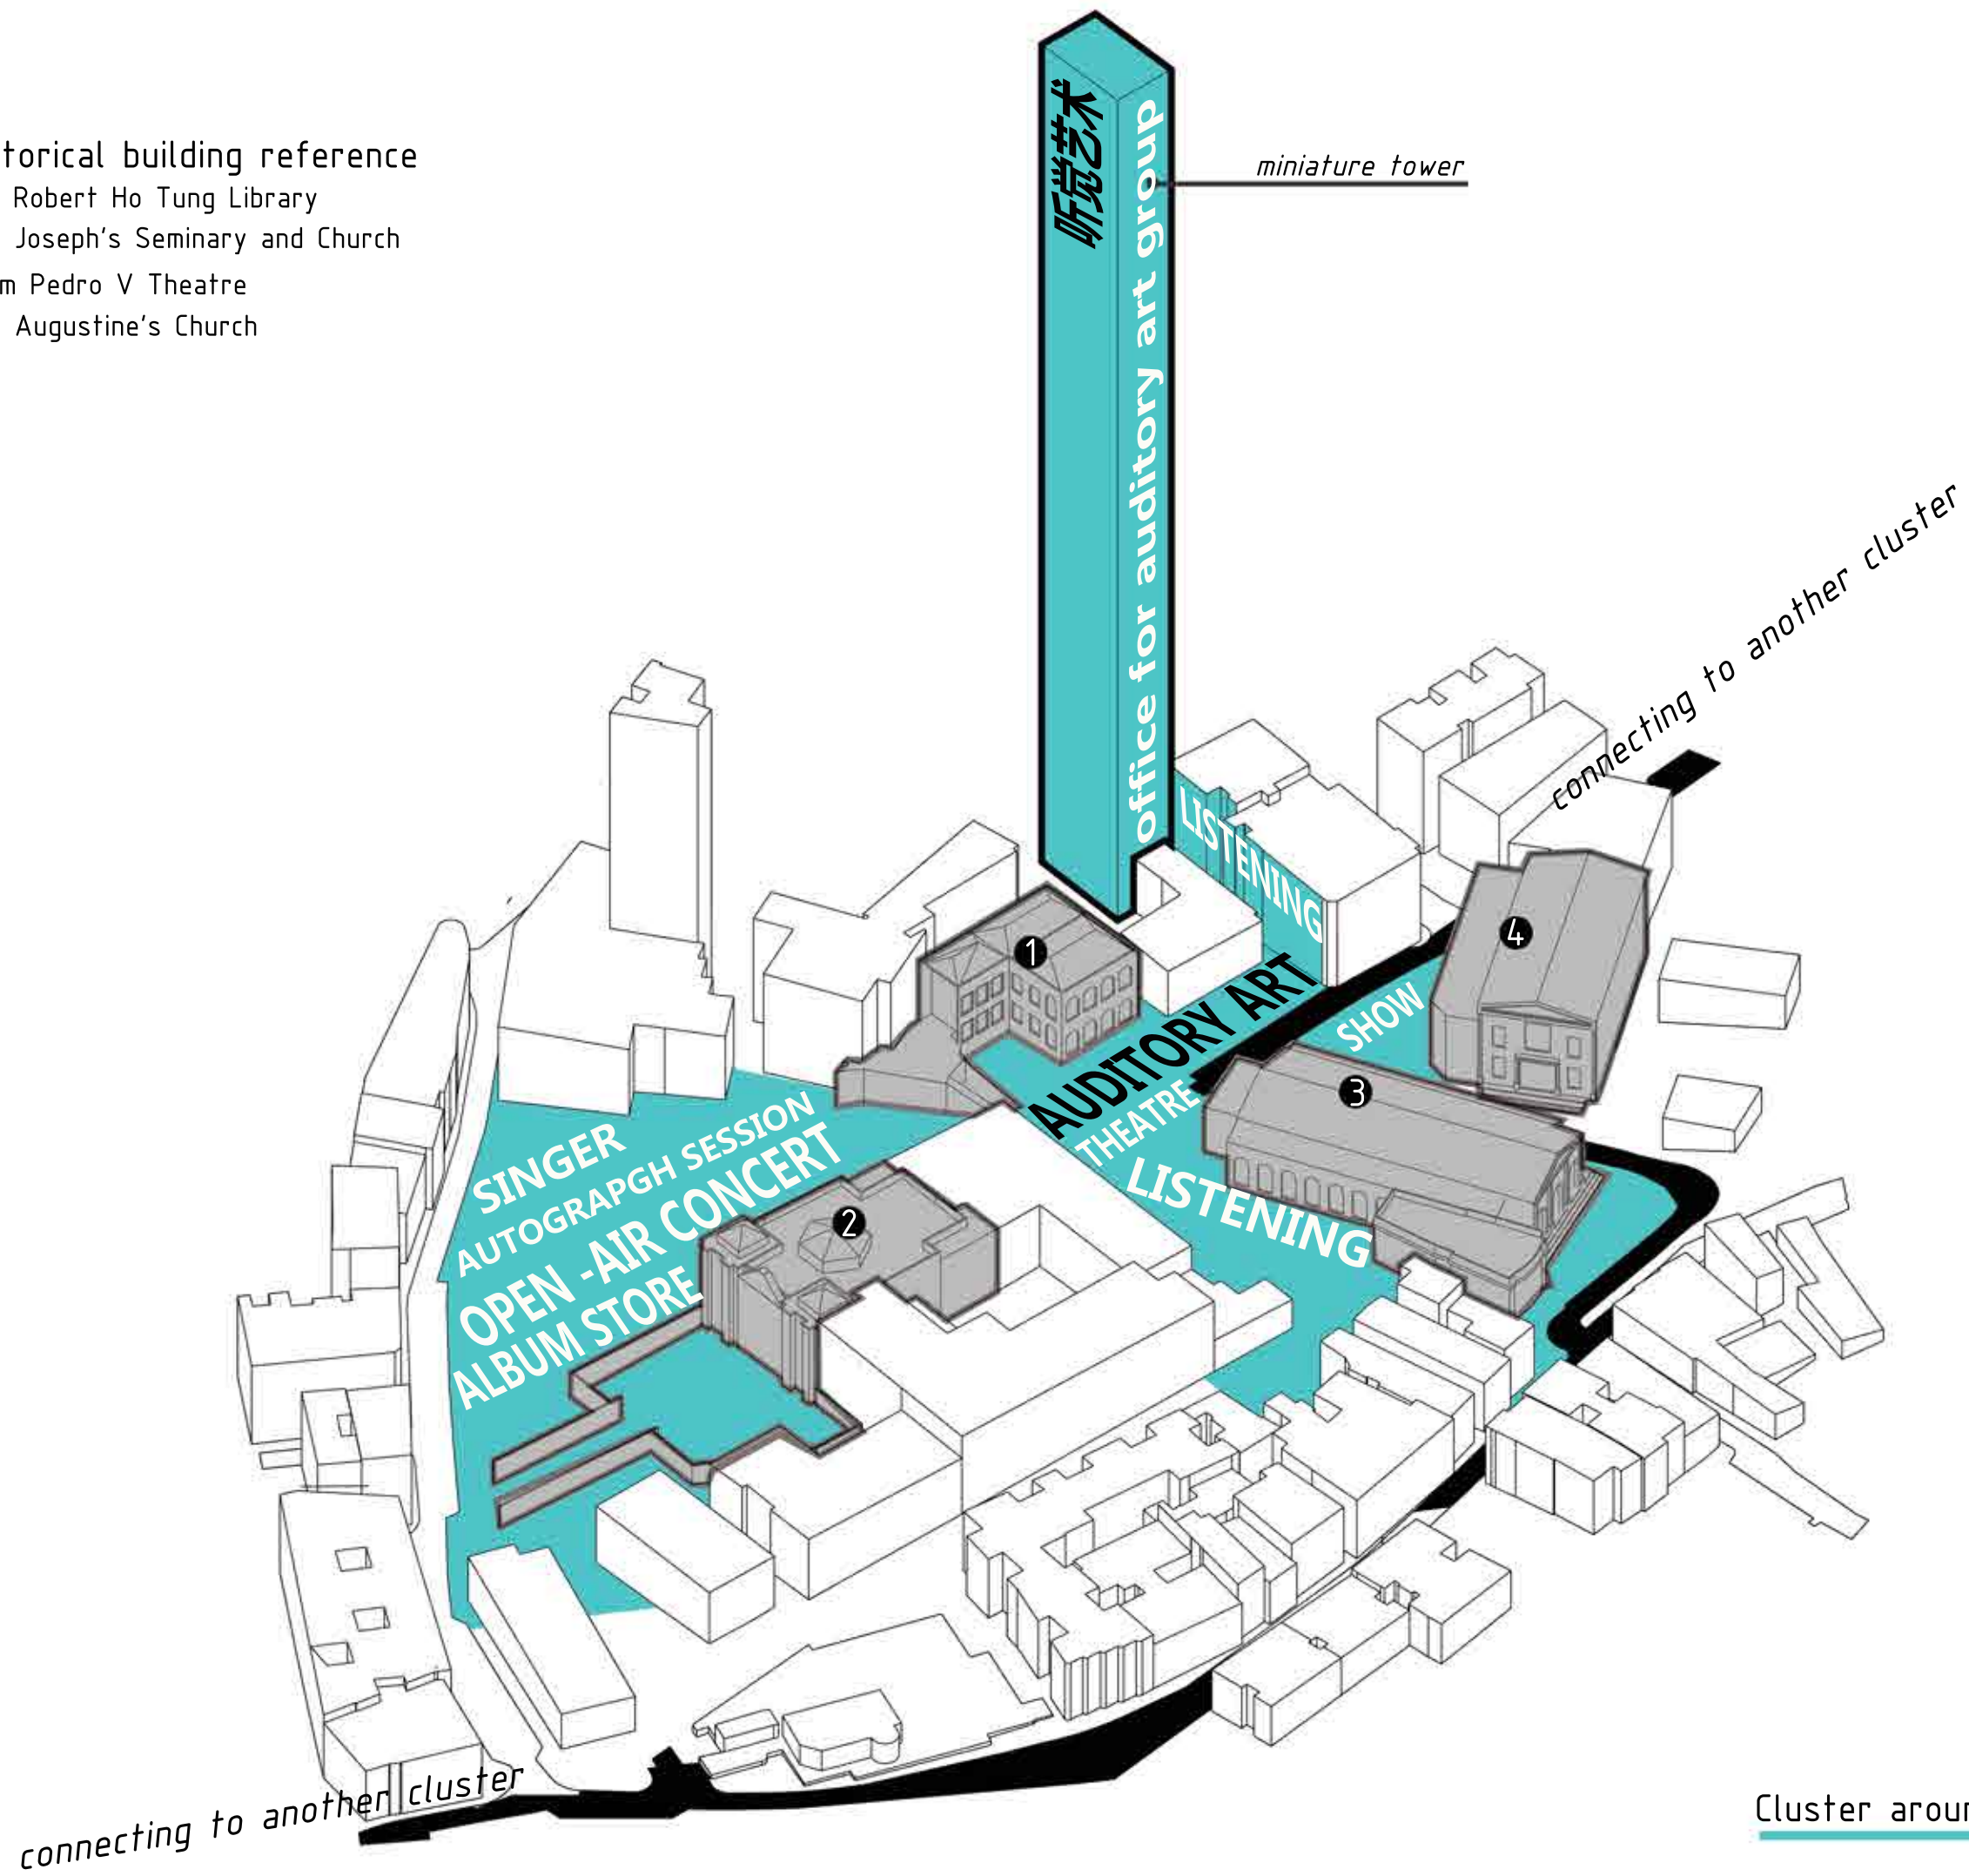 torical building reference
Robert Ho Tung Library
Joseph's Seminary and Church
m Pedro V Theatre
Augustine's Church
听觉艺术
office for auditory art group
miniature tower
connecting to another cluster
LISTENING
1
4
AUDITORY ART
SHOW
3
THEATRE
LISTENING
SINGER
AUTOGRAPGH SESSION
OPEN -AIR CONCERT
ALBUM STORE
2
connecting to another cluster
Cluster aroun